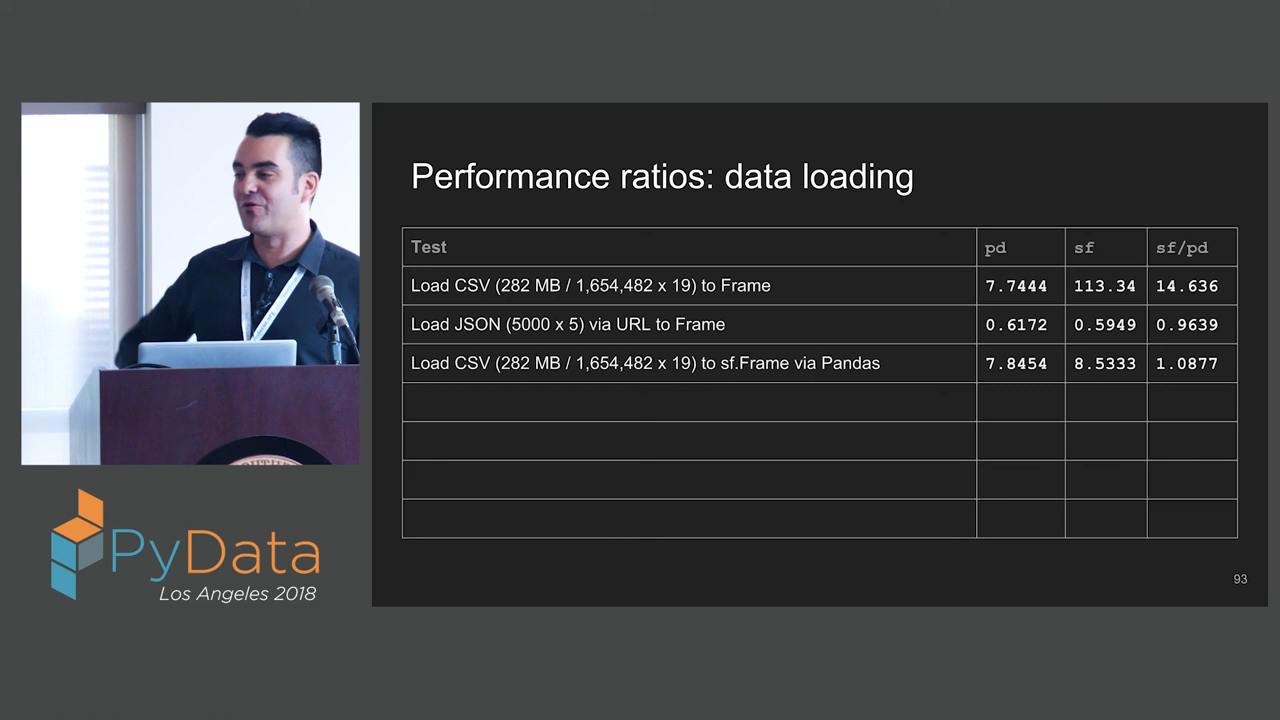 Performance ratios: data loading
Test pd sf sf/pd
Load CSV (282 MB / 1,654,482 x 19) to Frame 7.7444 113.34 14.636
Load JSON (5000 x 5) via URL to Frame 0.6172 0.5949 0.9639
Load CSV (282 MB / 1,654,482 x 19) to sf.Frame via Pandas 7.8454 8.5333 1.0877
93
PyData
Los Angeles 2018